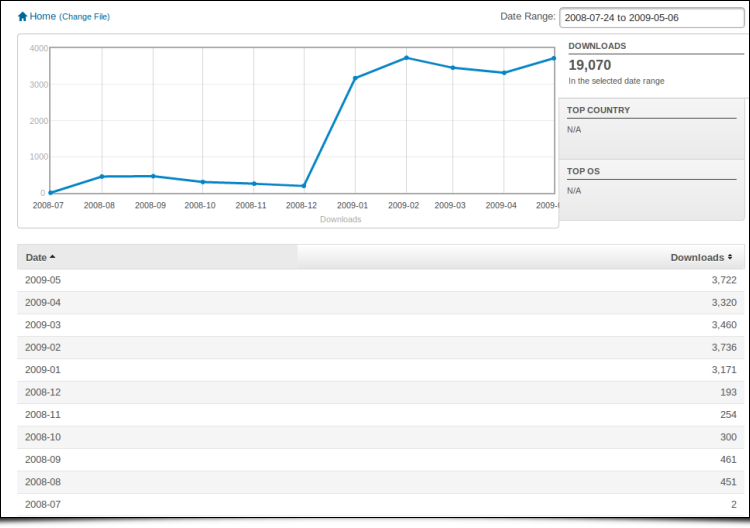 Home (Change File)
Date Range: 2008-07-24 to 2009-05-06
4000
3000
2000
1000
0
2008-07 2008-08 2008-09 2008-10 2008-11 2008-12 2009-01 2009-02 2009-03 2009-04 2009-
Downloads
DOWNLOADS
19,070
In the selected date range
TOP COUNTRY
N/A
TOP OS
N/A
Date Downloads
2009-05 3,722
2009-04 3,320
2009-03 3,460
2009-02 3,736
2009-01 3,171
2008-12 193
2008-11 254
2008-10 300
2008-09 461
2008-08 451
2008-07 2